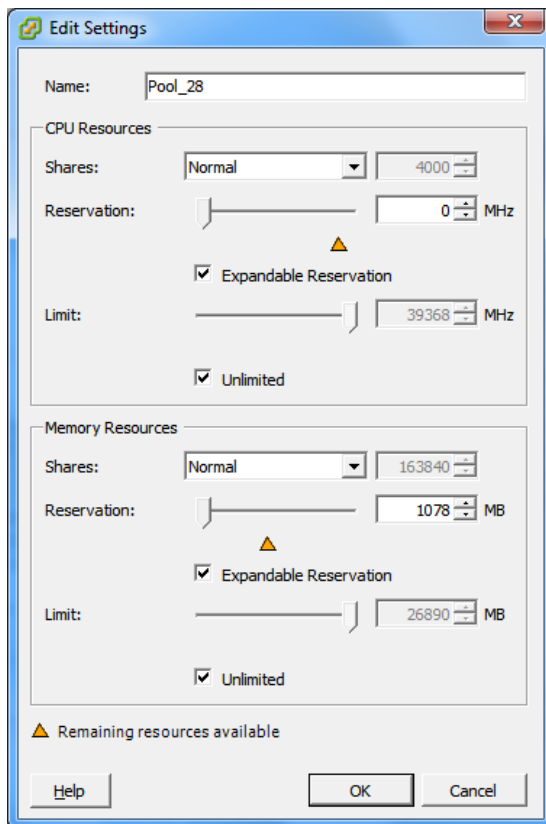 Edit Settings
Name: Pool_28
CPU Resources
Shares: Normal 4000
Reservation: 0 MHz
Expandable Reservation
Limit: 39368 MHz
Unlimited
Memory Resources
Shares: Normal 163840
Reservation: 1078 MB
Expandable Reservation
Limit: 26890 MB
Unlimited
Remaining resources available
Help OK Cancel